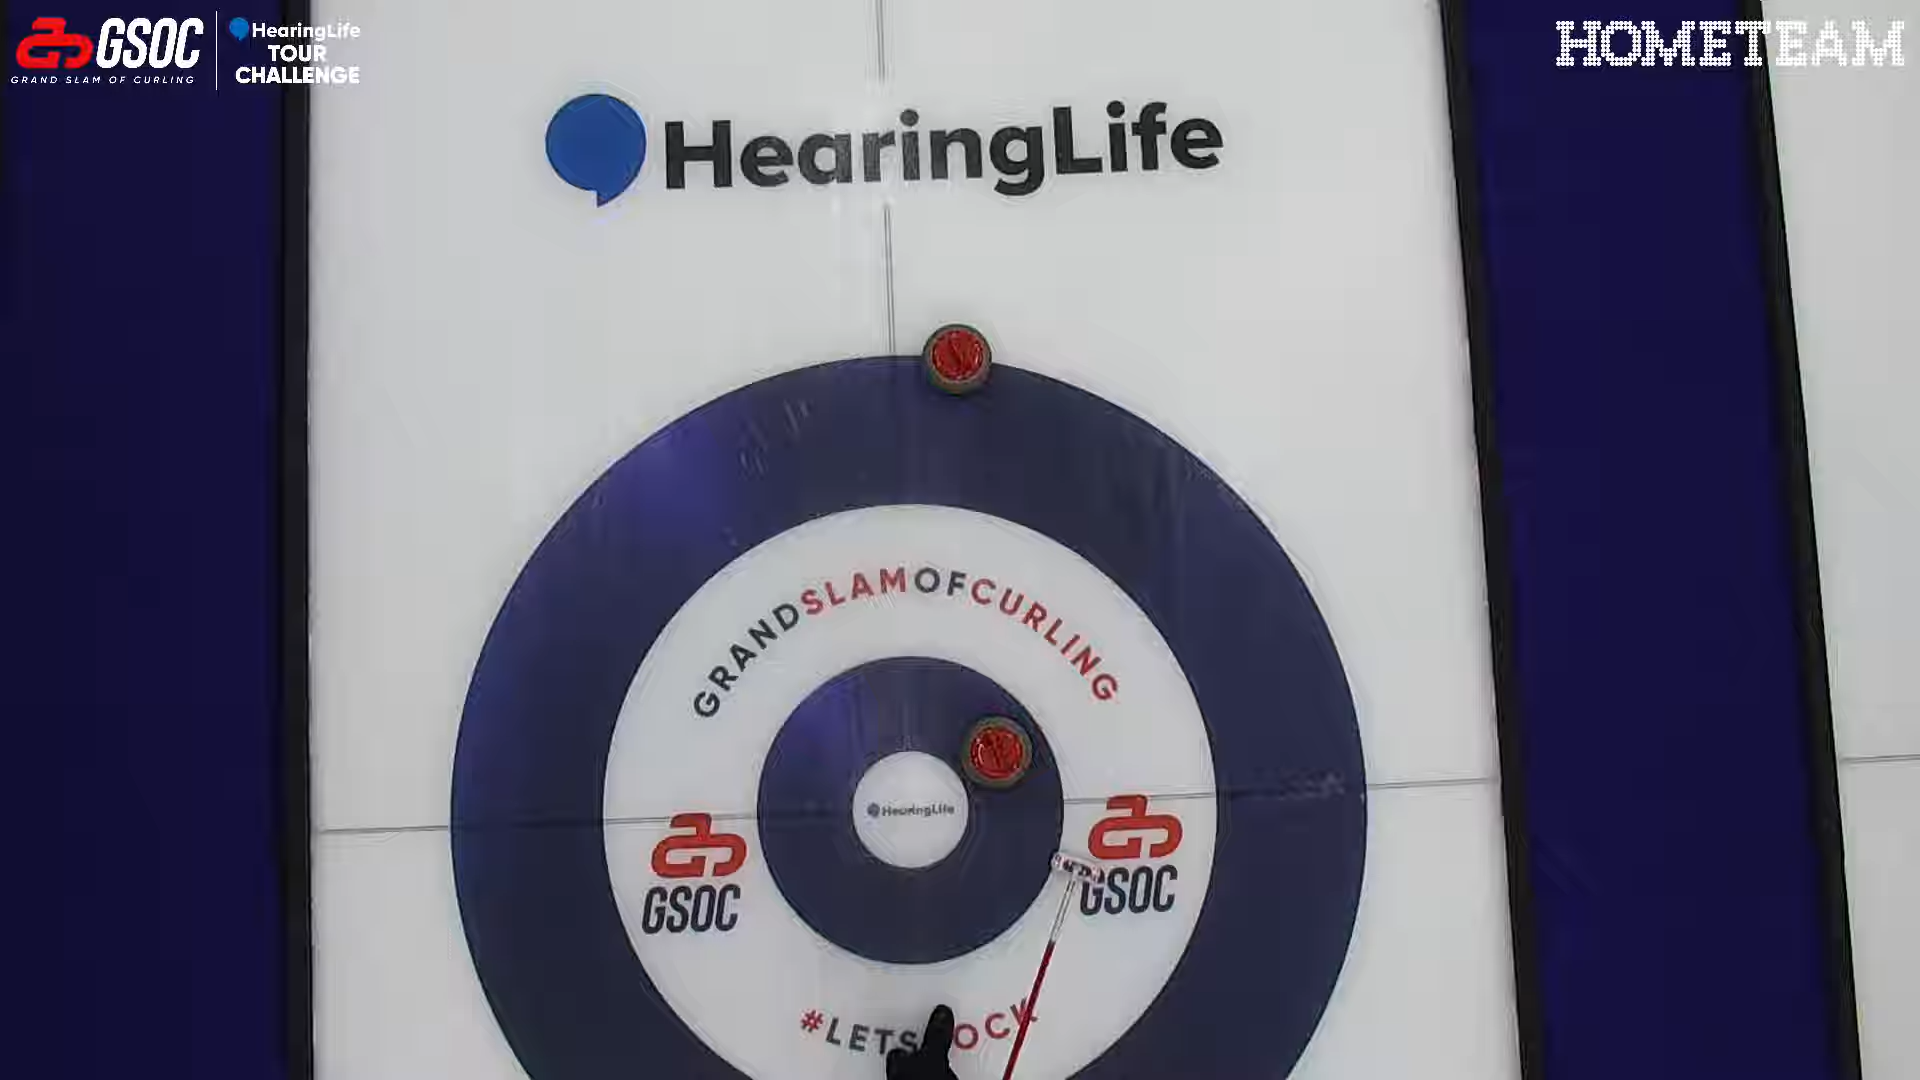 GSOC
GRAND SLAM OF CURLING
HearingLife
TOUR
CHALLENGE
HOMETEAM
HearingLife
GRANDSLAMOFCURLING
HearingLife
GSOC
GSOC
#LETS OCK